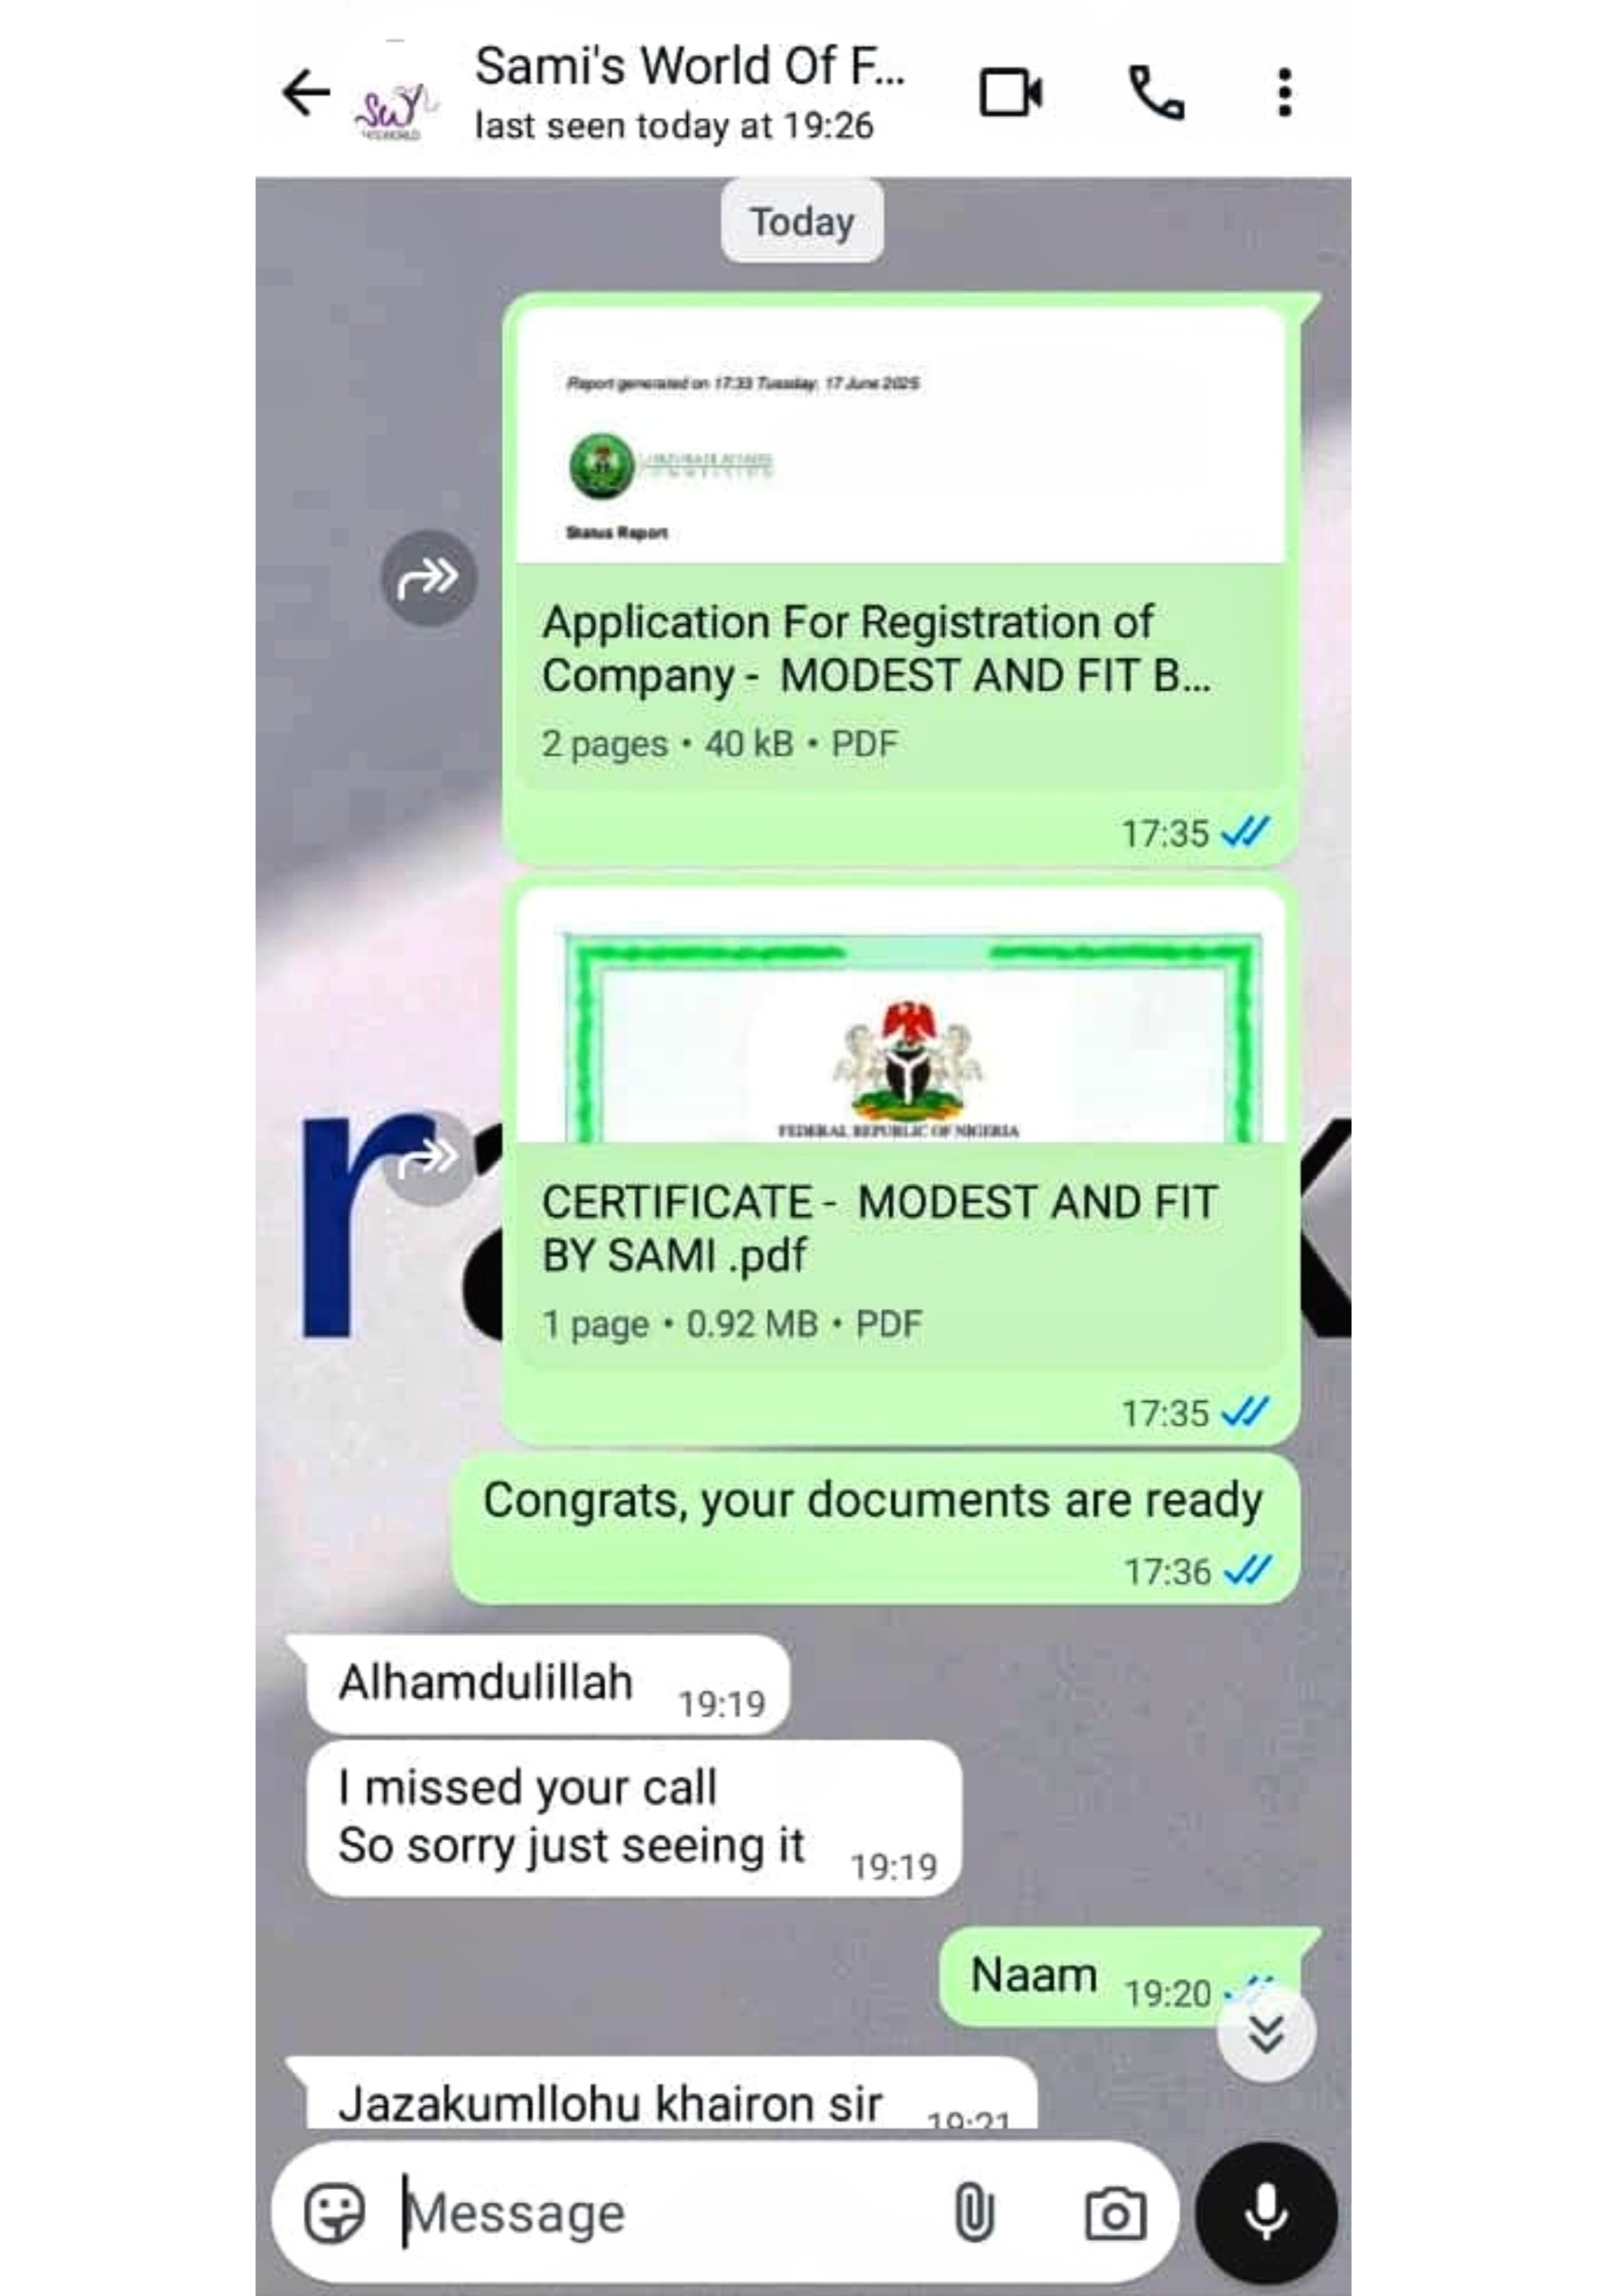 Sami's World Of F...
last seen today at 19:26
Today
Report generated on 17:33 Tuesday, 17 June 2025
Status Report
Application For Registration of
Company - MODEST AND FIT B...
2 pages • 40 kB • PDF
17:35
FEDERAL REPUBLIC OF NIGERIA
CERTIFICATE - MODEST AND FIT
BY SAMI .pdf
1 page • 0.92 MB • PDF
17:35
Congrats, your documents are ready
17:36
Alhamdulillah 19:19
I missed your call
So sorry just seeing it 19:19
Naam 19:20
Jazakumllohu khairon sir 19:21
Message